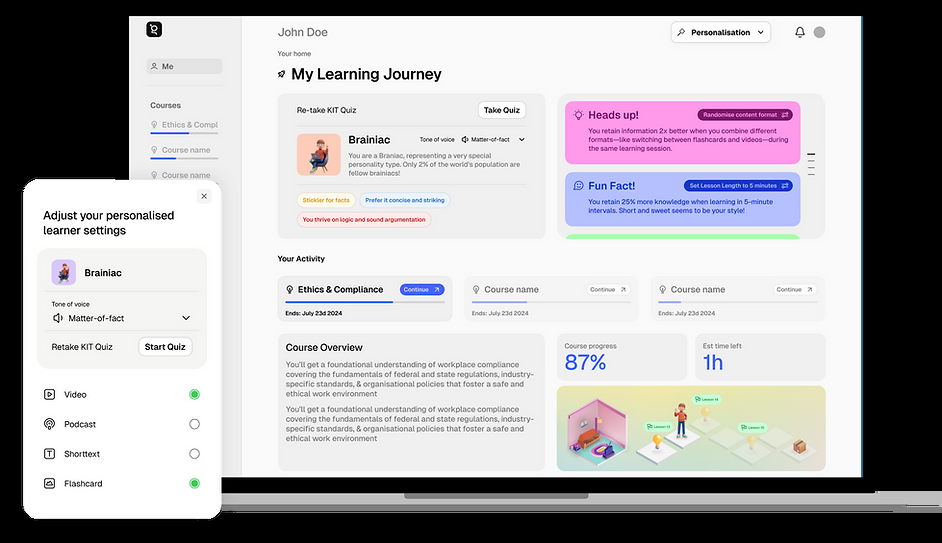 John Doe
Personalisation
Me
Your home
My Learning Journey
Courses
Ethics & Compl
Course name
Course name
Re-take KIT Quiz
Take Quiz
Brainiac
Tone of voice
Matter-of-fact
You are a Braniac, representing a very special
personality type. Only 2% of the world's population are
fellow brainiacs!
Stickler for facts
Prefer it concise and striking
You thrive on logic and sound argumentation
Heads up!
Randomise content format
You retain information 2x better when you combine different
formats—like switching between flashcards and videos—during
the same learning session.
Fun Fact!
Set Lesson Length to 5 minutes
You retain 25% more knowledge when learning in 5-minute
intervals. Short and sweet seems to be your style!
Your Activity
Ethics & Compliance
Continue
Ends: July 23d 2024
Course name
Continue
Ends: July 23d 2024
Course name
Continue
Ends: July 23d 2024
Course Overview
You'll get a foundational understanding of workplace compliance
covering the fundamentals of federal and state regulations, industry-
specific standards, & organisational policies that foster a safe and
ethical work environment
You'll get a foundational understanding of workplace compliance
covering the fundamentals of federal and state regulations, industry-
specific standards, & organisational policies that foster a safe and
ethical work environment
Course progress
87%
Est time left
1h
Adjust your personalised
learner settings
Brainiac
Tone of voice
Matter-of-fact
Retake KIT Quiz
Start Quiz
Video
Podcast
Shorttext
Flashcard